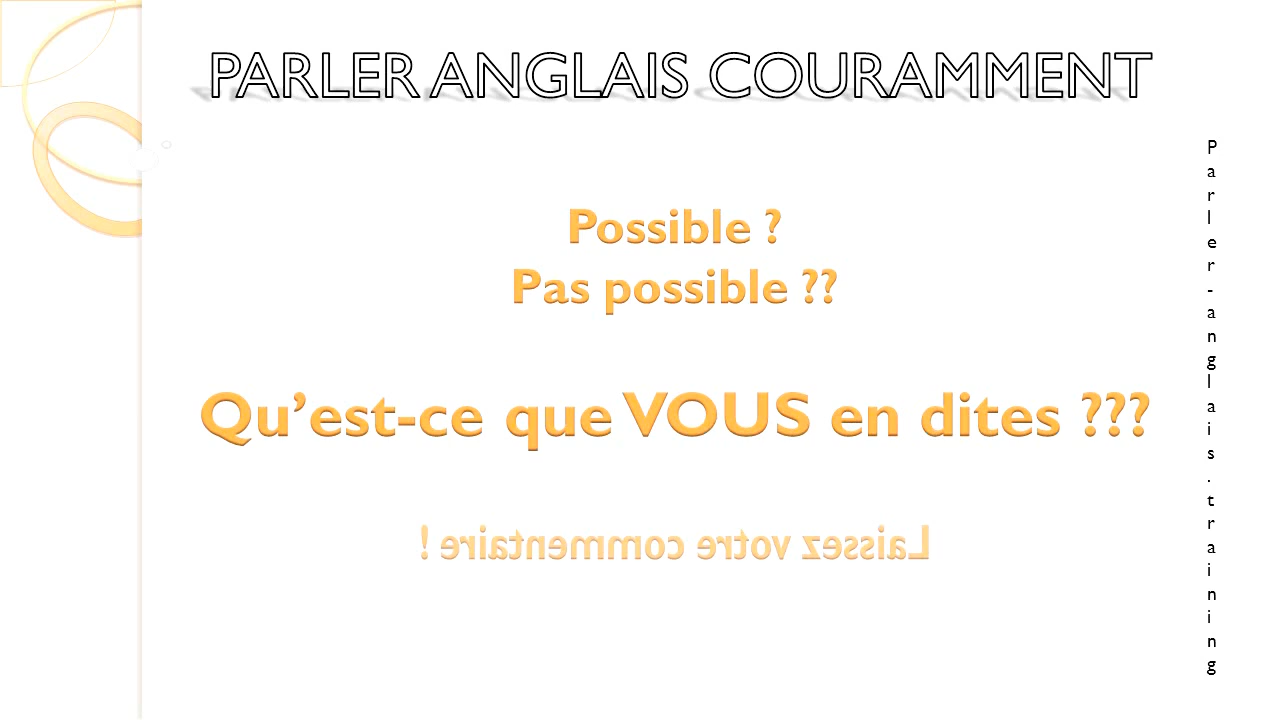 PARLER ANGLAIS COURAMMENT
Possible ?
Pas possible ??
Qu’est-ce que VOUS en dites ???
Laissez votre commentaire !
Parler-anglais.training